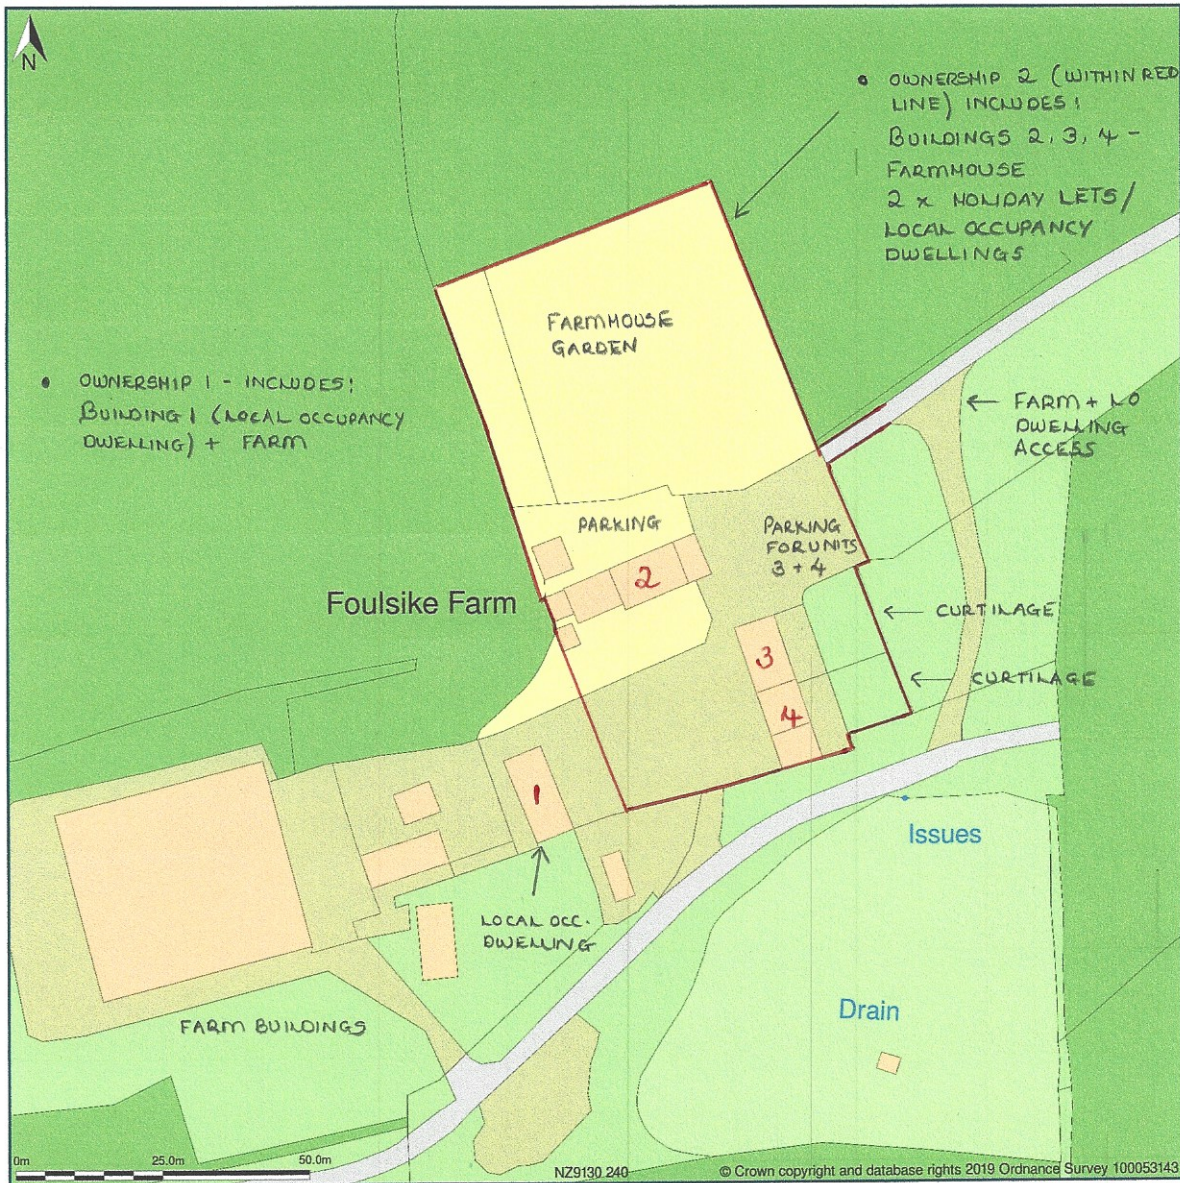 N
• OWNERSHIP 2 (WITHIN RED
LINE) INCLUDES:
BUILDINGS 2, 3, 4 -
FARMHOUSE
2 x HOLIDAY LETS/
LOCAL OCCUPANCY
DWELLINGS
FARMHOUSE
GARDEN
• OWNERSHIP 1 - INCLUDES:
BUILDING 1 (LOCAL OCCUPANCY
DWELLING) + FARM
FARM + LO
DWELLING
ACCESS
PARKING
PARKING
FOR UNITS
3 + 4
2
Foulsike Farm
CURTILAGE
3
CURTILAGE
4
1
Issues
LOCAL OCC.
DWELLING
Drain
FARM BUILDINGS
0m 25.0m 50.0m
NZ9130 240
© Crown copyright and database rights 2019 Ordnance Survey 100053143